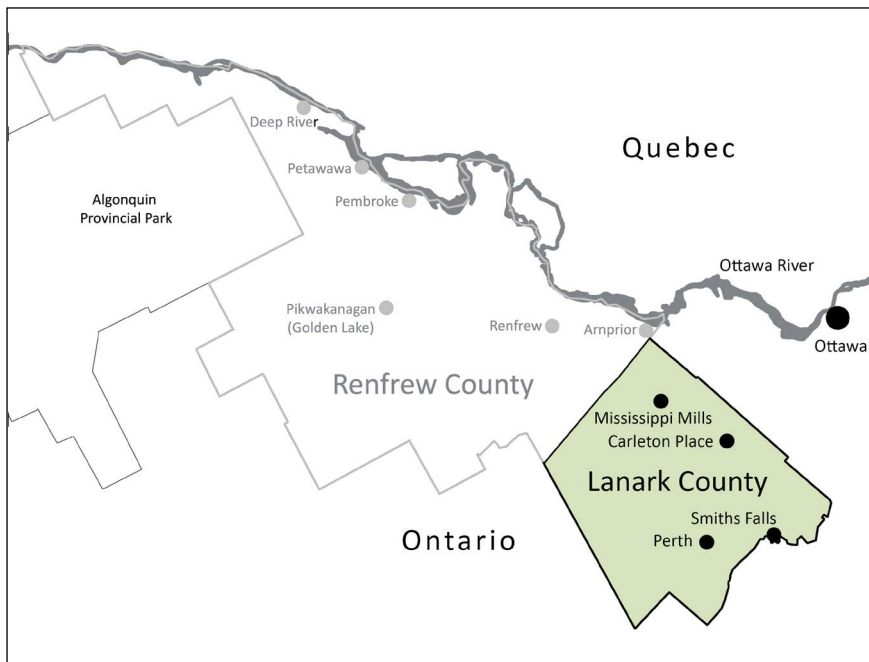 Deep River
Quebec
Petawawa
Algonquin
Provincial Park
Pembroke
Ottawa River
Pikwakanagan
(Golden Lake)
Renfrew
Arnprior
Ottawa
Renfrew County
Mississippi Mills
Carleton Place
Lanark County
Smiths Falls
Ontario
Perth